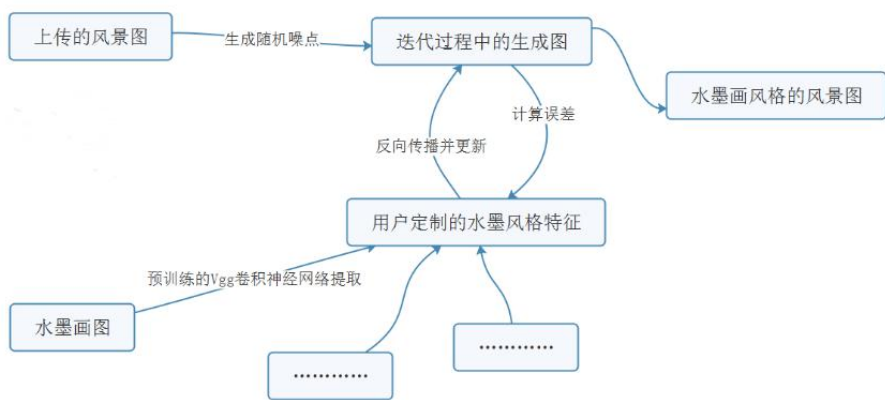 上传的风景图
生成随机噪点
迭代过程中的生成图
水墨画风格的风景图
计算误差
反向传播并更新
用户定制的水墨风格特征
预训练的Vgg卷积神经网络提取
水墨画图
…………
…………